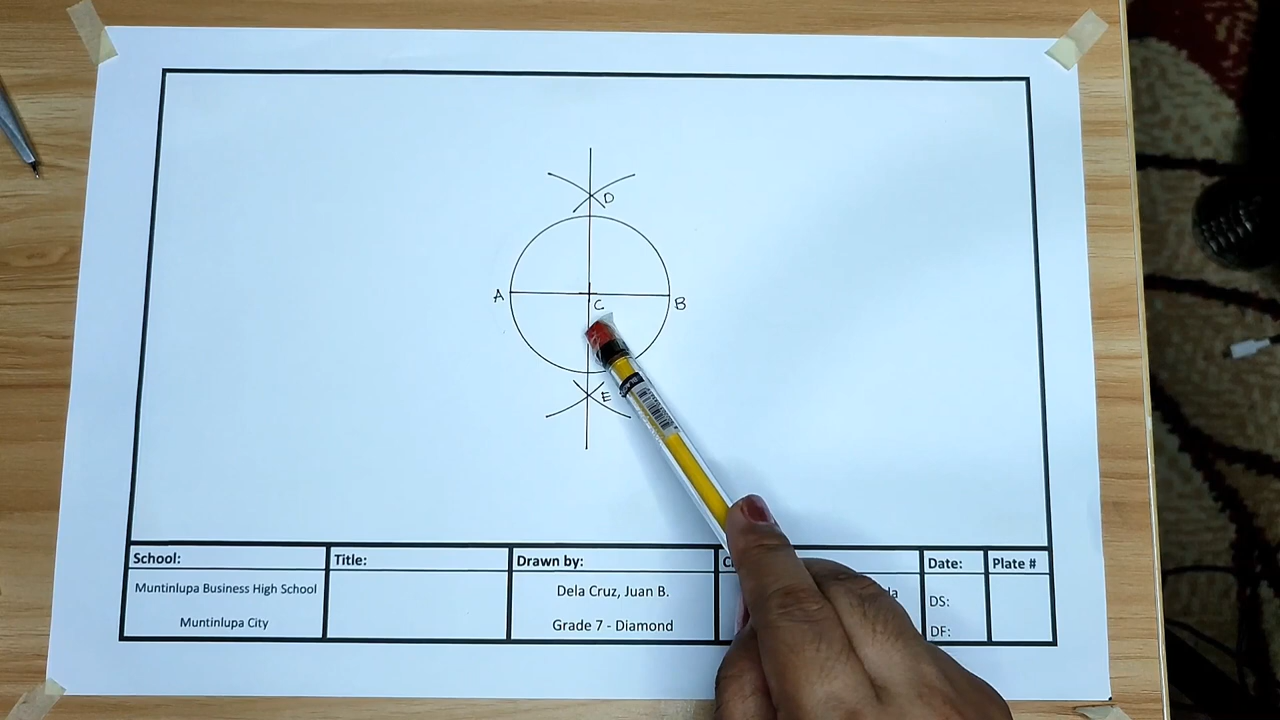 D
A
C
B
E
School:
Title:
Drawn by:
Date:
Plate #
Muntinlupa Business High School
Dela Cruz, Juan B.
DS:
Muntinlupa City
Grade 7 - Diamond
DF: